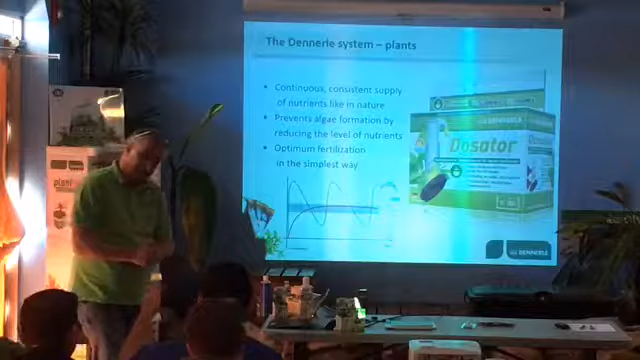 The Dennerle system – plants
• Continuous, consistent supply
of nutrients like in nature
• Prevents algae formation by
reducing the level of nutrients
• Optimum fertilization
in the simplest way
Dosator
DENNERLE